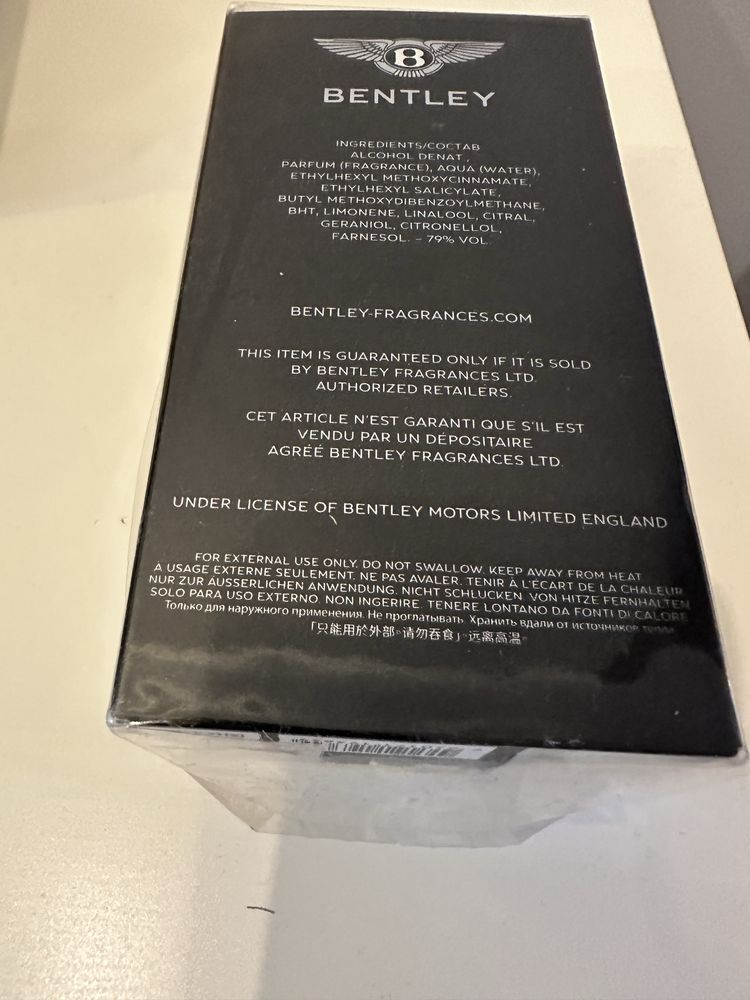 B
BENTLEY
INGREDIENTS/COCTAB
ALCOHOL DENAT.,
PARFUM (FRAGRANCE), AQUA (WATER),
ETHYLHEXYL METHOXYCINNAMATE,
ETHYLHEXYL SALICYLATE,
BUTYL METHOXYDIBENZOYLMETHANE,
BHT, LIMONENE, LINALOOL, CITRAL,
GERANIOL, CITRONELLOL,
FARNESOL. – 79% VOL.
BENTLEY-FRAGRANCES.COM
THIS ITEM IS GUARANTEED ONLY IF IT IS SOLD
BY BENTLEY FRAGRANCES LTD.
AUTHORIZED RETAILERS.
CET ARTICLE N'EST GARANTI QUE S'IL EST
VENDU PAR UN DÉPOSITAIRE
AGRÉÉ BENTLEY FRAGRANCES LTD.
UNDER LICENSE OF BENTLEY MOTORS LIMITED ENGLAND
FOR EXTERNAL USE ONLY. DO NOT SWALLOW. KEEP AWAY FROM HEAT
À USAGE EXTERNE SEULEMENT. NE PAS AVALER. TENIR À L'ÉCART DE LA CHALEUR
NUR ZUR ÄUSSERLICHEN ANWENDUNG. NICHT SCHLUCKEN. VON HITZE FERNHALTEN
SOLO PARA USO EXTERNO. NON INGERIRE. TENERE LONTANO DA FONTI DI CALORE
Только для наружного применения. Не проглатывать. Хранить вдали от источников тепла
「只能用於外部。请勿吞食」远离高温。